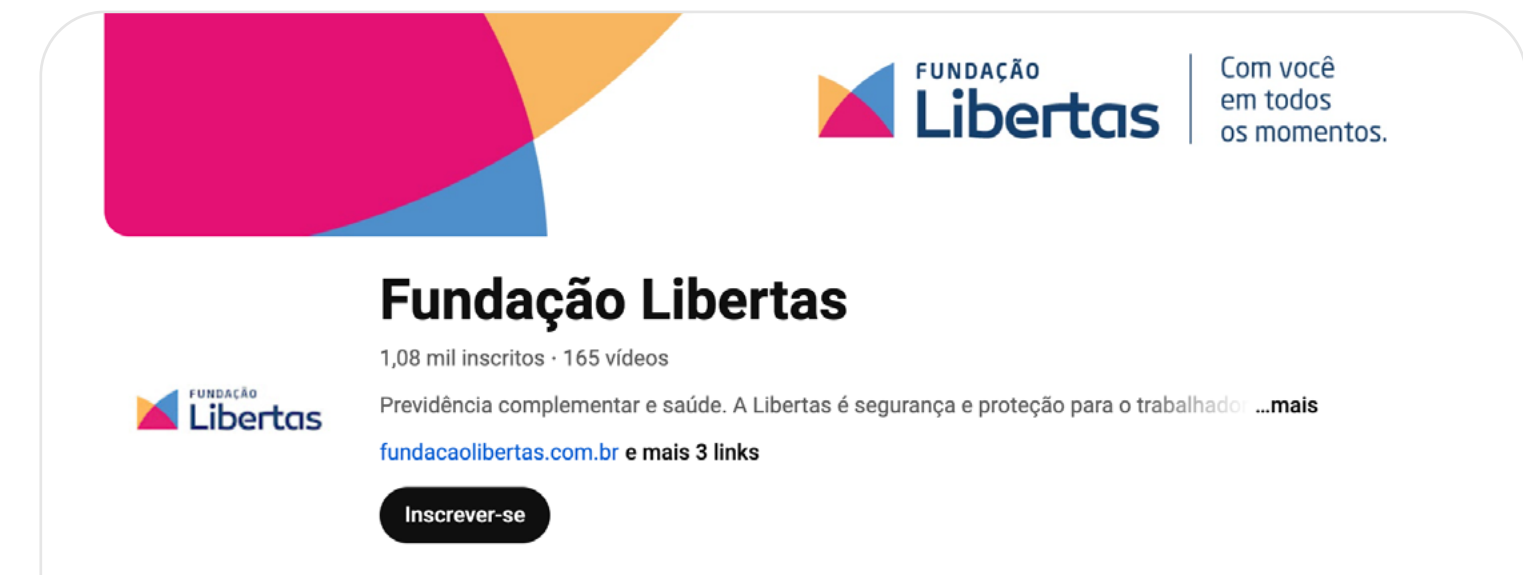 FUNDAÇÃO
Libertas
Com você
em todos
os momentos.
Fundação Libertas
1,08 mil inscritos · 165 vídeos
FUNDAÇÃO
Libertas
Previdência complementar e saúde. A Libertas é segurança e proteção para o trabalhador ...mais
fundacaolibertas.com.br e mais 3 links
Inscrever-se